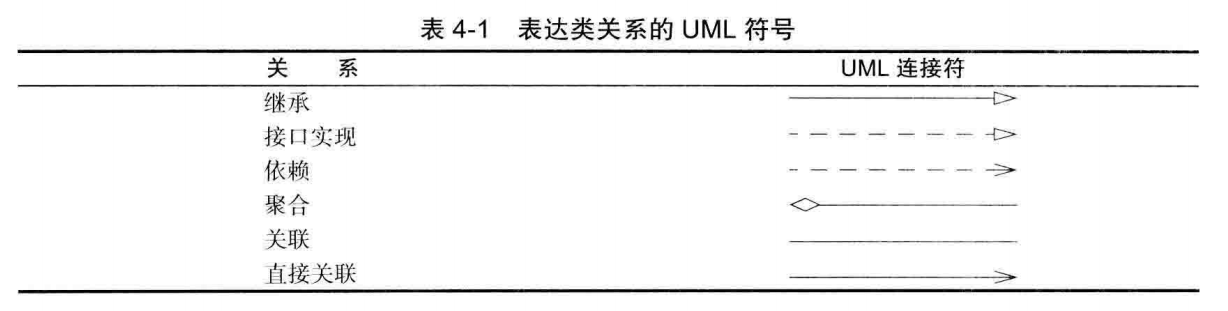 表 4-1 表达类关系的 UML 符号
关 系 UML 连接符
继承
接口实现
依赖
聚合
关联
直接关联